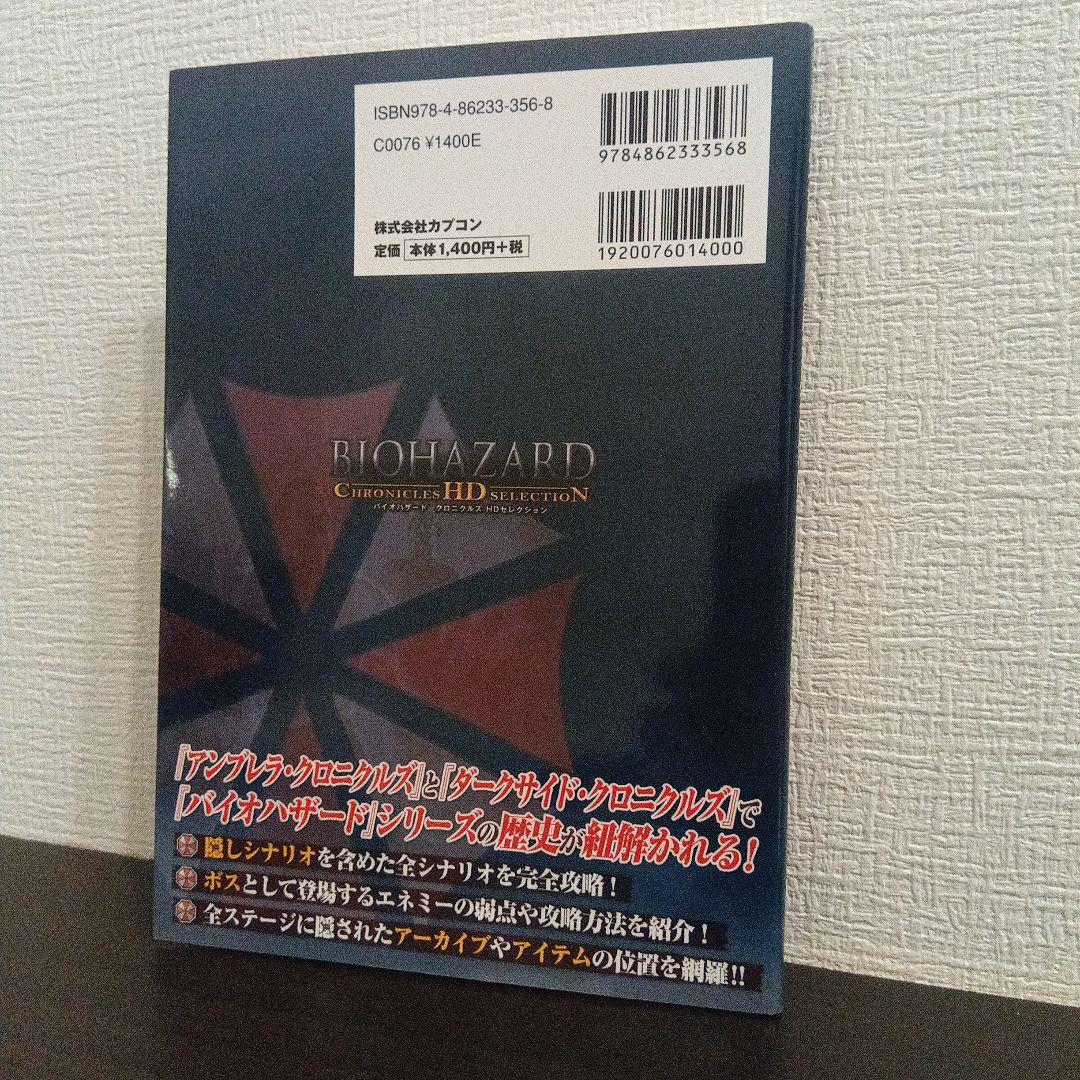 ISBN978-4-86233-356-8
C0076 ¥1400E
9784862333568
株式会社カプコン
定価 本体1,400円+税
1920076014000
BIOHAZARD
CHRONICLES HD SELECTION
バイオハザード クロニクルズ HDセレクション
『アンブレラ・クロニクルズ』と『ダークサイド・クロニクルズ』で
『バイオハザード』シリーズの歴史が紐解かれる!
隠しシナリオを含めた全シナリオを完全攻略!
ボスとして登場するエネミーの弱点や攻略方法を紹介!
全ステージに隠されたアーカイブやアイテムの位置を網羅!!